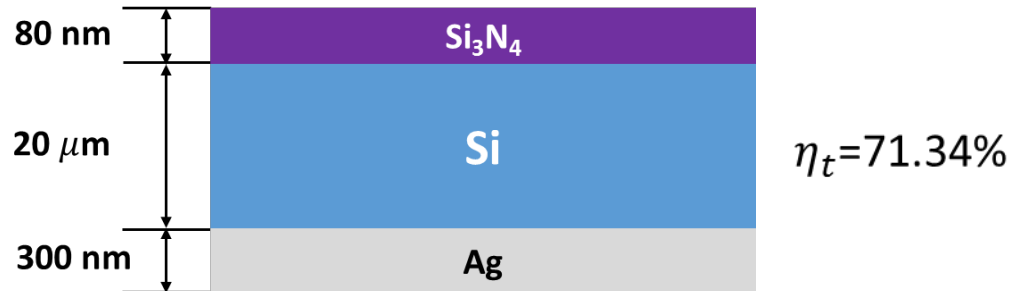 80 nm
Si₃N₄
20 𝜇m
Si
𝜂ₜ=71.34%
300 nm
Ag